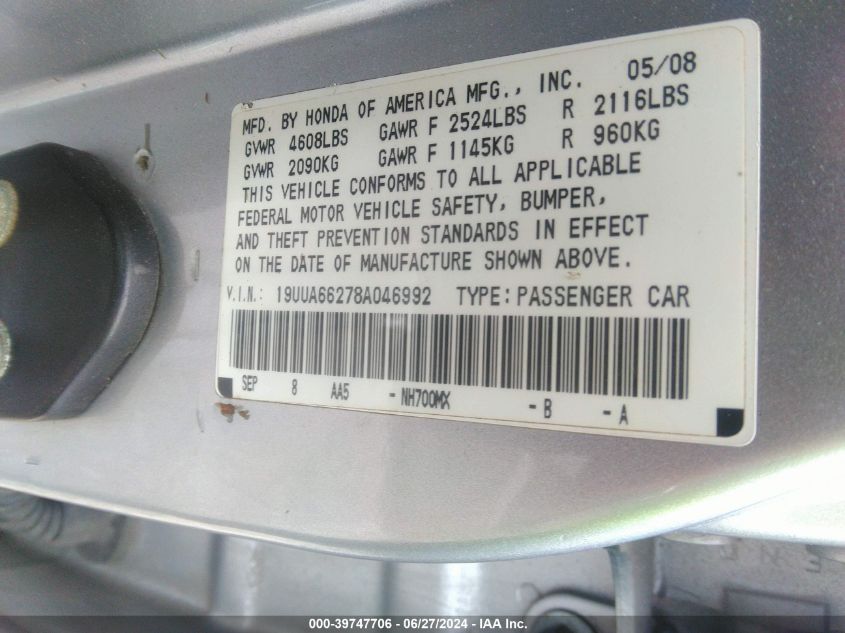 MFD. BY HONDA OF AMERICA MFG., INC. 05/08
GVWR 4608LBS GAWR F 2524LBS R 2116LBS
GVWR 2090KG GAWR F 1145KG R 960KG
THIS VEHICLE CONFORMS TO ALL APPLICABLE
FEDERAL MOTOR VEHICLE SAFETY, BUMPER,
AND THEFT PREVENTION STANDARDS IN EFFECT
ON THE DATE OF MANUFACTURE SHOWN ABOVE.
V.I.N.: 19UUA66278A046992 TYPE: PASSENGER CAR
SEP 8 AA5 - NH700MX - B - A
000-39747706 - 06/27/2024 - IAA Inc.